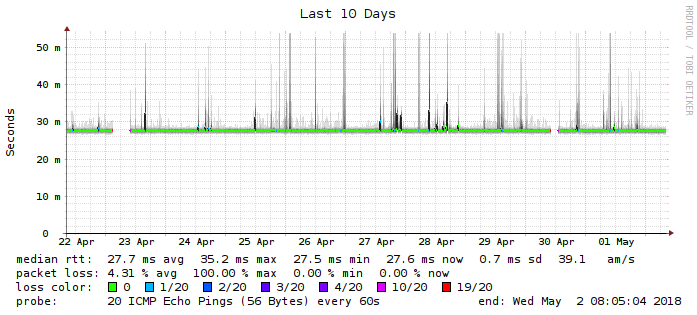 Last 10 Days
RRDTOOL / TOBI OETIKER
Seconds
50 m
40 m
30 m
20 m
10 m
0
22 Apr 23 Apr 24 Apr 25 Apr 26 Apr 27 Apr 28 Apr 29 Apr 30 Apr 01 May
median rtt: 27.7 ms avg 35.2 ms max 27.5 ms min 27.6 ms now 0.7 ms sd 39.1 am/s
packet loss: 4.31 % avg 100.00 % max 0.00 % min 0.00 % now
loss color: 0 1/20 2/20 3/20 4/20 10/20 19/20
probe: 20 ICMP Echo Pings (56 Bytes) every 60s end: Wed May 2 08:05:04 2018